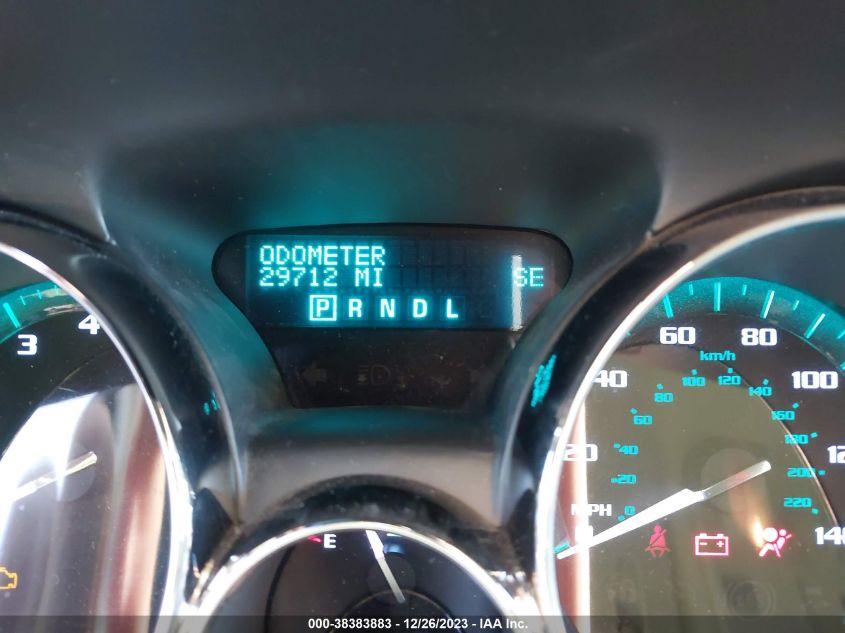 ODOMETER
29712 MI SE
P R N D L
3 4
60 80
km/h
40 100
80 100 120 140
60 160
40 180
20 200
0 220
20
MPH
140
E
000-38383883 - 12/26/2023 - IAA Inc.